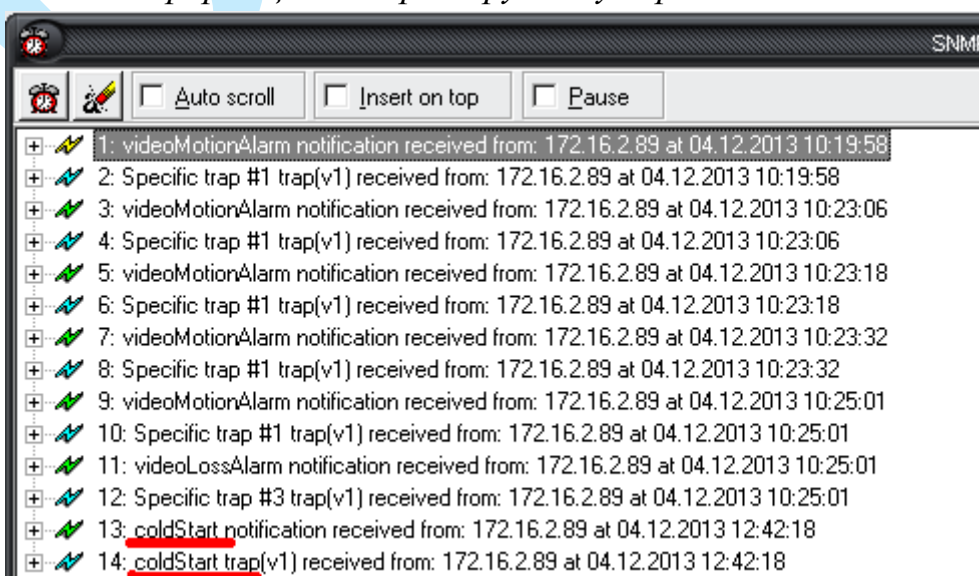 SNM
Auto scroll Insert on top Pause
1: videoMotionAlarm notification received from: 172.16.2.89 at 04.12.2013 10:19:58
2: Specific trap #1 trap(v1) received from: 172.16.2.89 at 04.12.2013 10:19:58
3: videoMotionAlarm notification received from: 172.16.2.89 at 04.12.2013 10:23:06
4: Specific trap #1 trap(v1) received from: 172.16.2.89 at 04.12.2013 10:23:06
5: videoMotionAlarm notification received from: 172.16.2.89 at 04.12.2013 10:23:18
6: Specific trap #1 trap(v1) received from: 172.16.2.89 at 04.12.2013 10:23:18
7: videoMotionAlarm notification received from: 172.16.2.89 at 04.12.2013 10:23:32
8: Specific trap #1 trap(v1) received from: 172.16.2.89 at 04.12.2013 10:23:32
9: videoMotionAlarm notification received from: 172.16.2.89 at 04.12.2013 10:25:01
10: Specific trap #1 trap(v1) received from: 172.16.2.89 at 04.12.2013 10:25:01
11: videoLossAlarm notification received from: 172.16.2.89 at 04.12.2013 10:25:01
12: Specific trap #3 trap(v1) received from: 172.16.2.89 at 04.12.2013 10:25:01
13: coldStart notification received from: 172.16.2.89 at 04.12.2013 12:42:18
14: coldStart trap(v1) received from: 172.16.2.89 at 04.12.2013 12:42:18